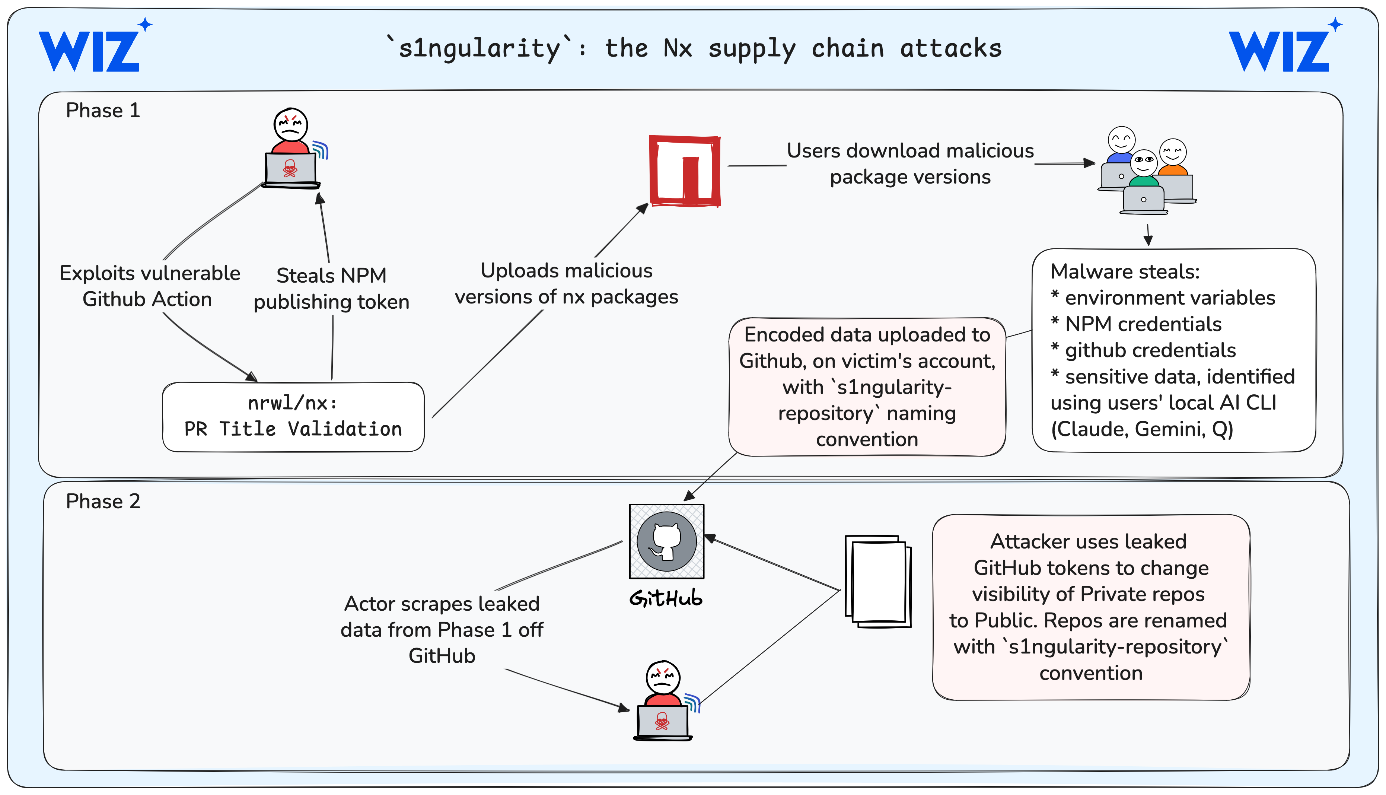 WIZ
`s1ngularity`: the Nx supply chain attacks
WIZ
Phase 1
Exploits vulnerable
Github Action
Steals NPM
publishing token
nrwl/nx:
PR Title Validation
Uploads malicious
versions of nx packages
Users download malicious
package versions
Malware steals:
* environment variables
* NPM credentials
* github credentials
* sensitive data, identified
using users' local AI CLI
(Claude, Gemini, Q)
Encoded data uploaded to
Github, on victim's account,
with `s1ngularity-
repository` naming
convention
Phase 2
GitHub
Actor scrapes leaked
data from Phase 1 off
GitHub
Attacker uses leaked
GitHub tokens to change
visibility of Private repos
to Public. Repos are renamed
with `s1ngularity-repository`
convention